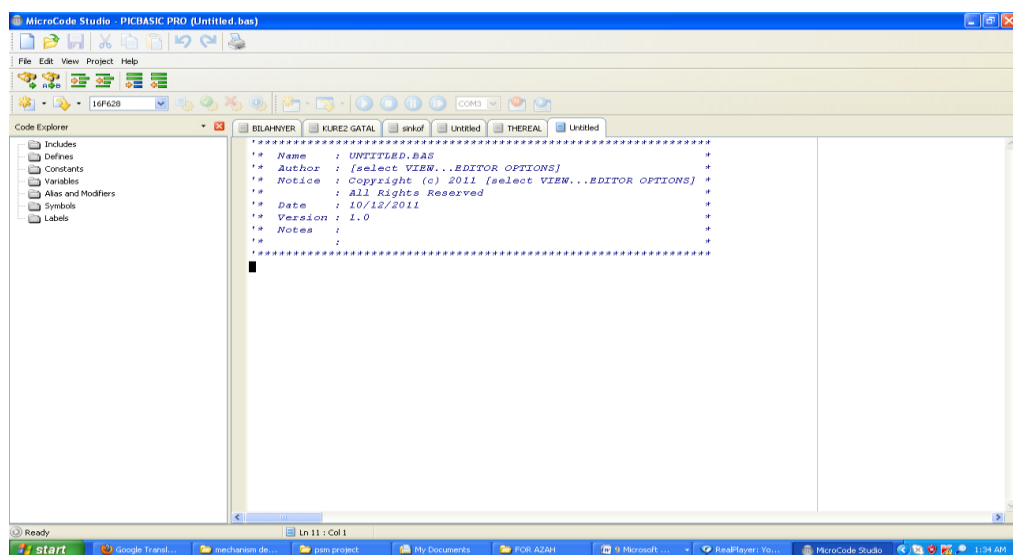 MicroCode Studio - PICBASIC PRO (Untitled.bas)
File Edit View Project Help
16F628
COM3
Code Explorer
BILAHNYER KURE2 GATAL sinkof Untitled THEREAL Untitled
Includes
Defines
Constants
Variables
Alias and Modifiers
Symbols
Labels
'****************************************************************
'* Name : UNTITLED.BAS *
'* Author : [select VIEW...EDITOR OPTIONS] *
'* Notice : Copyright (c) 2011 [select VIEW...EDITOR OPTIONS] *
'* : All Rights Reserved *
'* Date : 10/12/2011 *
'* Version : 1.0 *
'* Notes : *
'* : *
'****************************************************************
Ready Ln 11 : Col 1
start Google Transl... mechanism de... psm project My Documents FOR AZAH 9 Microsoft ... RealPlayer: Yo... MicroCode Studio 1:34 AM